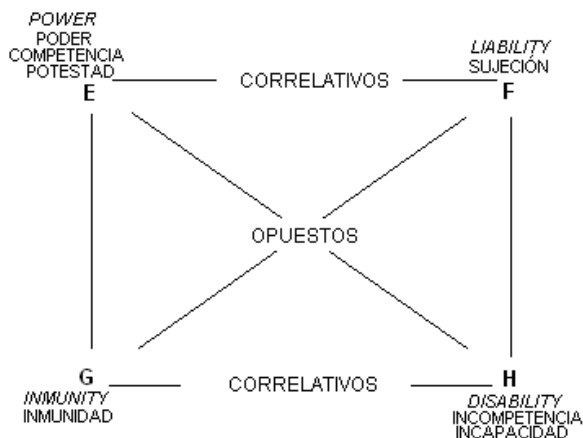 POWER
PODER
COMPETENCIA
POTESTAD
E
CORRELATIVOS
LIABILITY
SUJECIÓN
F
OPUESTOS
G
INMUNITY
INMUNIDAD
CORRELATIVOS
H
DISABILITY
INCOMPETENCIA
INCAPACIDAD